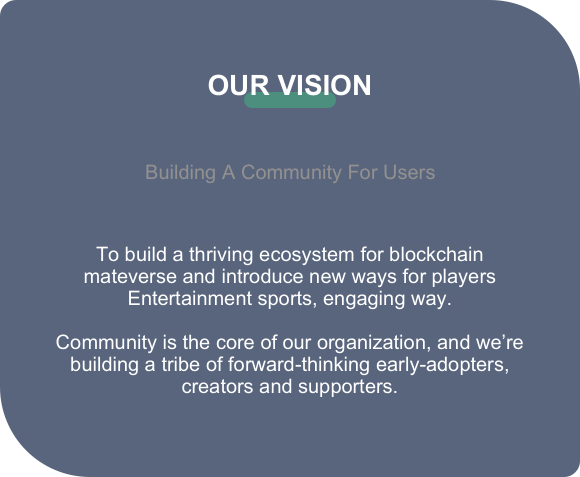 OUR VISION
Building A Community For Users
To build a thriving ecosystem for blockchain
mateverse and introduce new ways for players
Entertainment sports, engaging way.
Community is the core of our organization, and we’re
building a tribe of forward-thinking early-adopters,
creators and supporters.